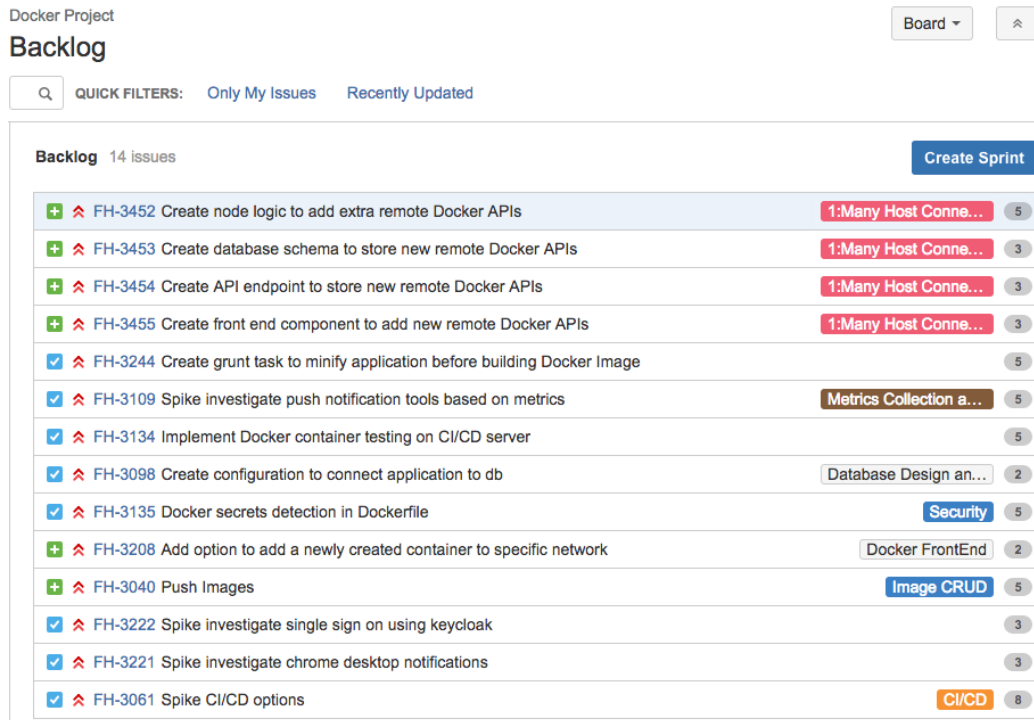 Docker Project
Backlog
Board
QUICK FILTERS: Only My Issues Recently Updated
Backlog 14 issues
Create Sprint
FH-3452 Create node logic to add extra remote Docker APIs 1:Many Host Conne... 5
FH-3453 Create database schema to store new remote Docker APIs 1:Many Host Conne... 3
FH-3454 Create API endpoint to store new remote Docker APIs 1:Many Host Conne... 3
FH-3455 Create front end component to add new remote Docker APIs 1:Many Host Conne... 3
FH-3244 Create grunt task to minify application before building Docker Image 5
FH-3109 Spike investigate push notification tools based on metrics Metrics Collection a... 5
FH-3134 Implement Docker container testing on CI/CD server 5
FH-3098 Create configuration to connect application to db Database Design an... 2
FH-3135 Docker secrets detection in Dockerfile Security 5
FH-3208 Add option to add a newly created container to specific network Docker FrontEnd 2
FH-3040 Push Images Image CRUD 5
FH-3222 Spike investigate single sign on using keycloak 3
FH-3221 Spike investigate chrome desktop notifications 3
FH-3061 Spike CI/CD options CI/CD 8